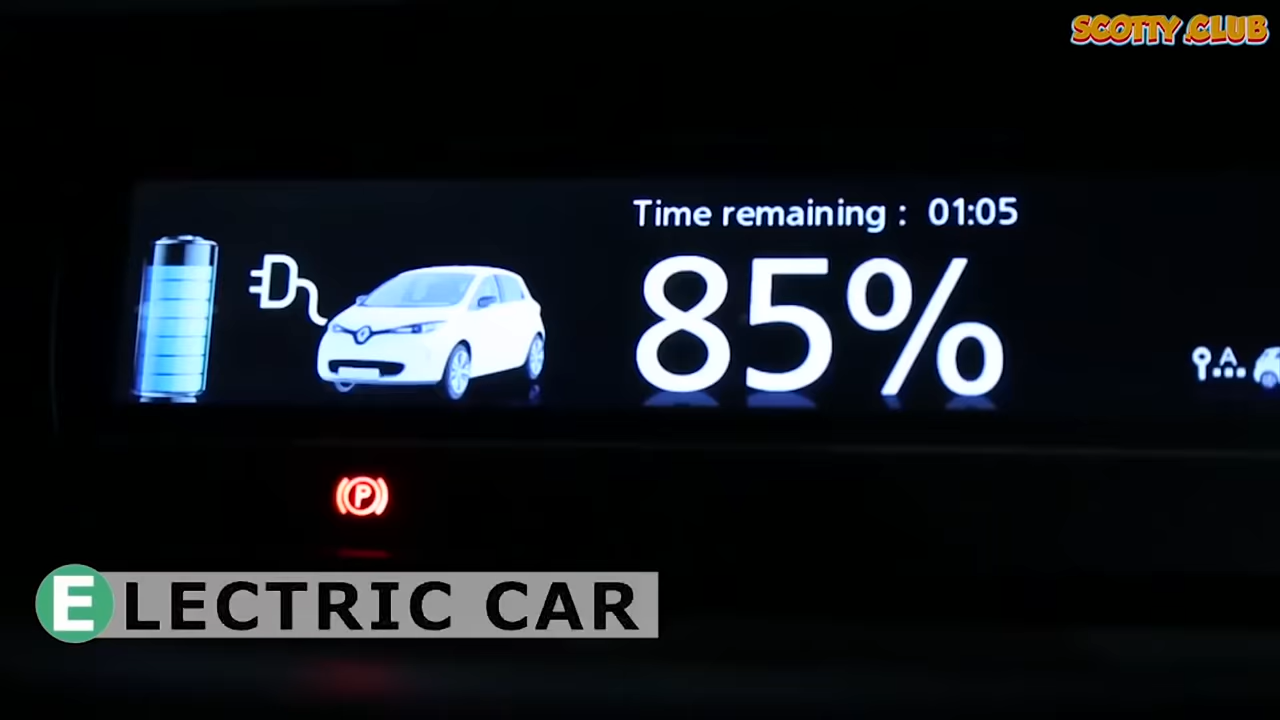 SCOTTY.CLUB
Time remaining : 01:05
85%
A
P
ELECTRIC CAR